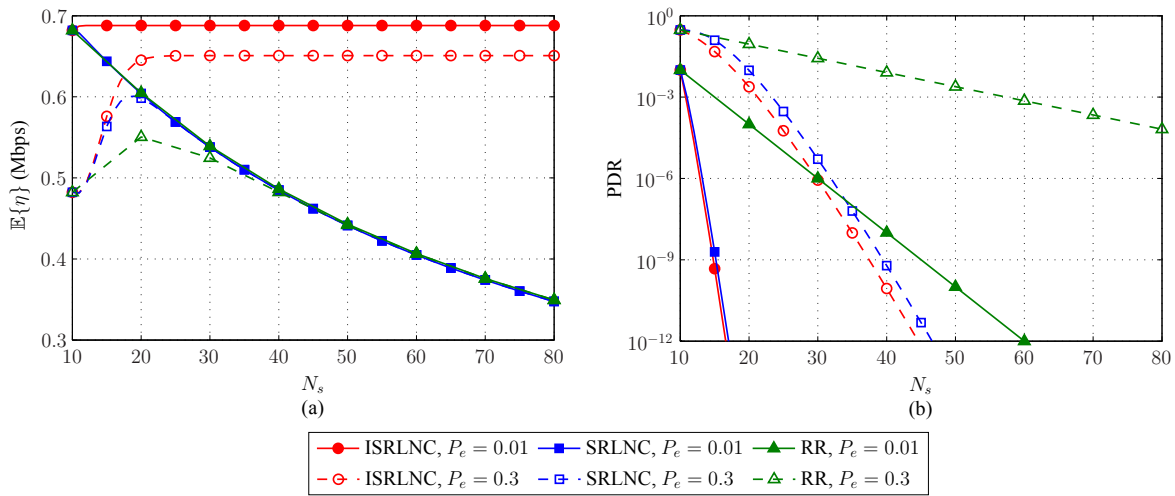 0.7
0.6
0.5
0.4
0.3
𝔼{η} (Mbps)
10 20 30 40 50 60 70 80
N_s
(a)
10^0
10^−3
10^−6
10^−9
10^−12
PDR
10 20 30 40 50 60 70 80
N_s
(b)
ISRLNC, P_e = 0.01 SRLNC, P_e = 0.01 RR, P_e = 0.01
ISRLNC, P_e = 0.3 SRLNC, P_e = 0.3 RR, P_e = 0.3